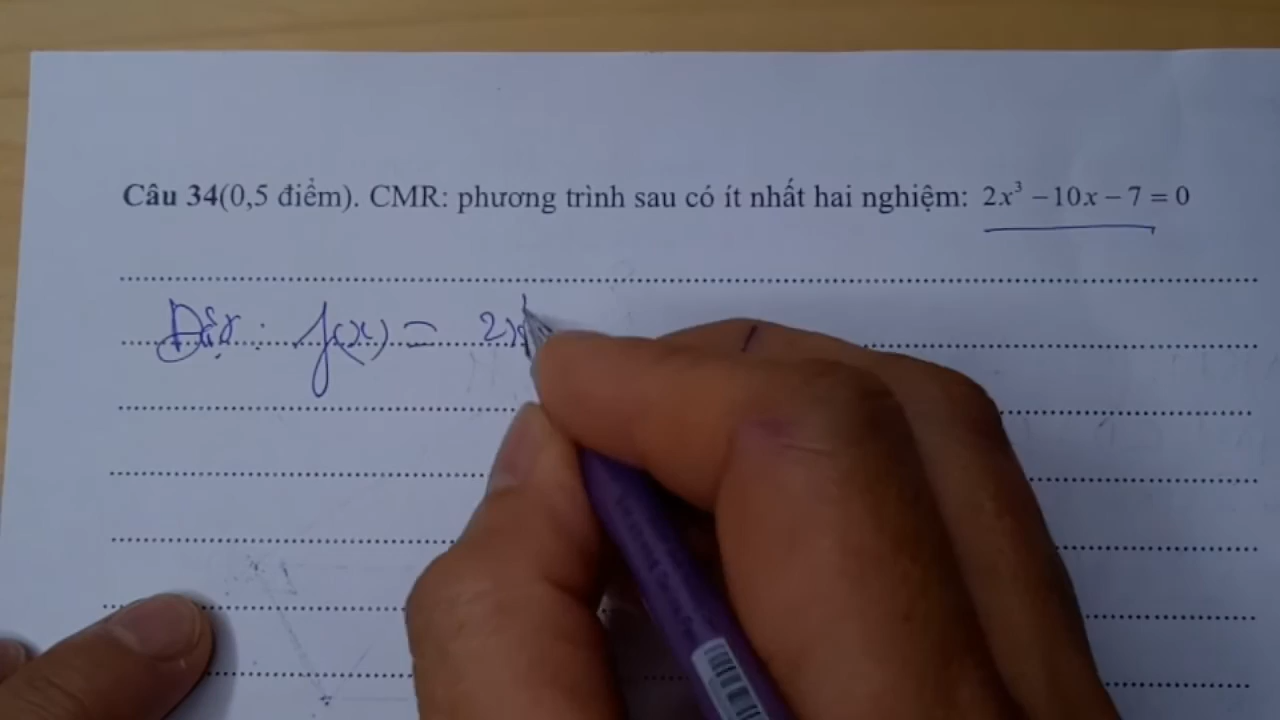 Câu 34(0,5 điểm). CMR: phương trình sau có ít nhất hai nghiệm: 2x³ − 10x − 7 = 0
Đặt : f(x) = 2x